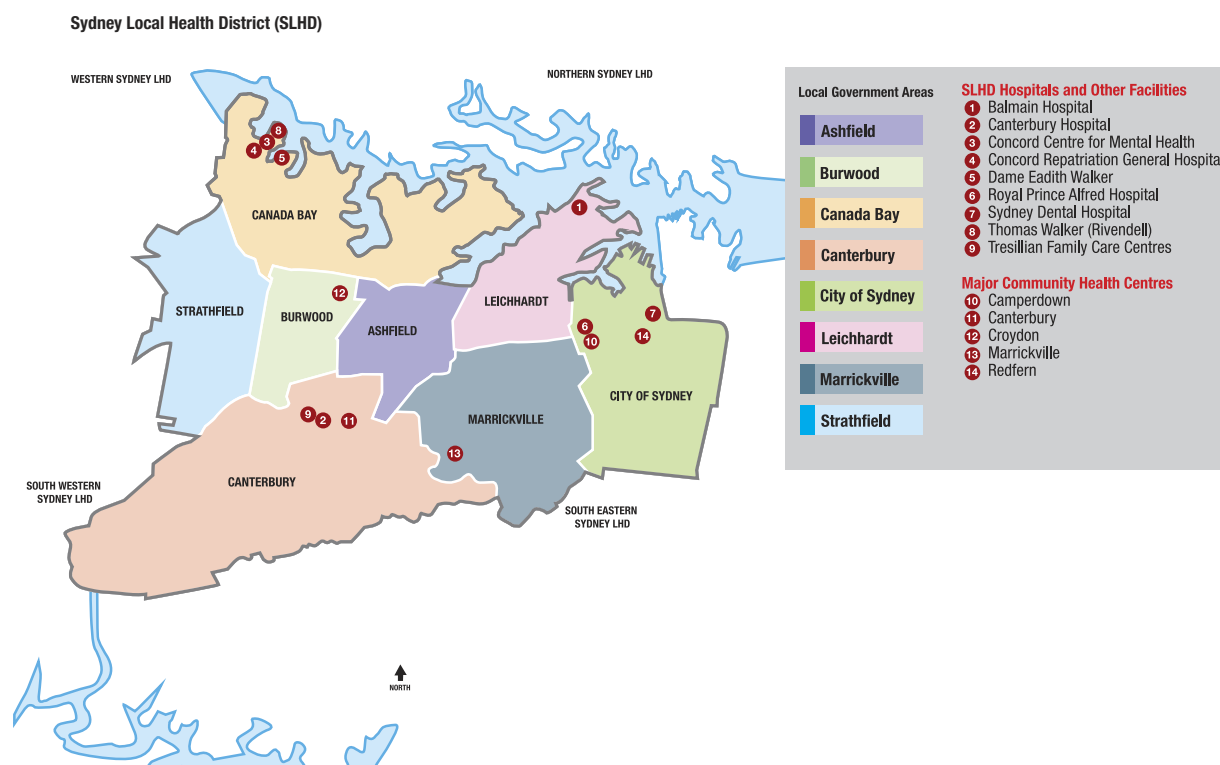 Sydney Local Health District (SLHD)
WESTERN SYDNEY LHD
NORTHERN SYDNEY LHD
8
3
4
5
CANADA BAY
1
STRATHFIELD
12
BURWOOD
ASHFIELD
LEICHHARDT
6
10
7
14
CITY OF SYDNEY
9
2
11
MARRICKVILLE
13
CANTERBURY
SOUTH WESTERN
SYDNEY LHD
SOUTH EASTERN
SYDNEY LHD
NORTH
Local Government Areas
Ashfield
Burwood
Canada Bay
Canterbury
City of Sydney
Leichhardt
Marrickville
Strathfield
SLHD Hospitals and Other Facilities
1 Balmain Hospital
2 Canterbury Hospital
3 Concord Centre for Mental Health
4 Concord Repatriation General Hospita
5 Dame Eadith Walker
6 Royal Prince Alfred Hospital
7 Sydney Dental Hospital
8 Thomas Walker (Rivendell)
9 Tresillian Family Care Centres
Major Community Health Centres
10 Camperdown
11 Canterbury
12 Croydon
13 Marrickville
14 Redfern